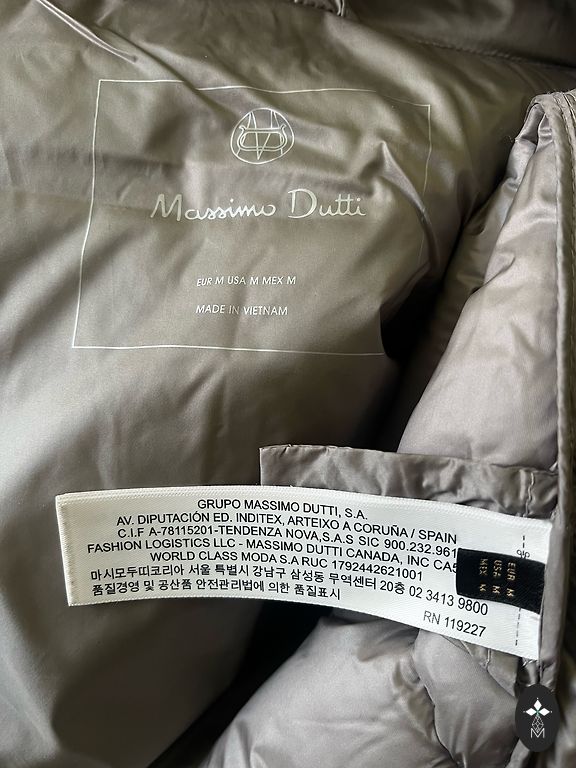 Massimo Dutti
EUR M USA M MEX M
MADE IN VIETNAM
GRUPO MASSIMO DUTTI, S.A.
AV. DIPUTACIÓN ED. INDITEX, ARTEIXO A CORUÑA / SPAIN
C.I.F A-78115201-TENDENZA NOVA,S.A.S SIC 900.232.961
FASHION LOGISTICS LLC - MASSIMO DUTTI CANADA, INC CA5
WORLD CLASS MODA S.A RUC 1792442621001
마시모두띠코리아 서울 특별시 강남구 삼성동 무역센터 20층 02 3413 9800
품질경영 및 공산품 안전관리법에 의한 품질표시
RN 119227
EUR M
USA M
MEX M
M